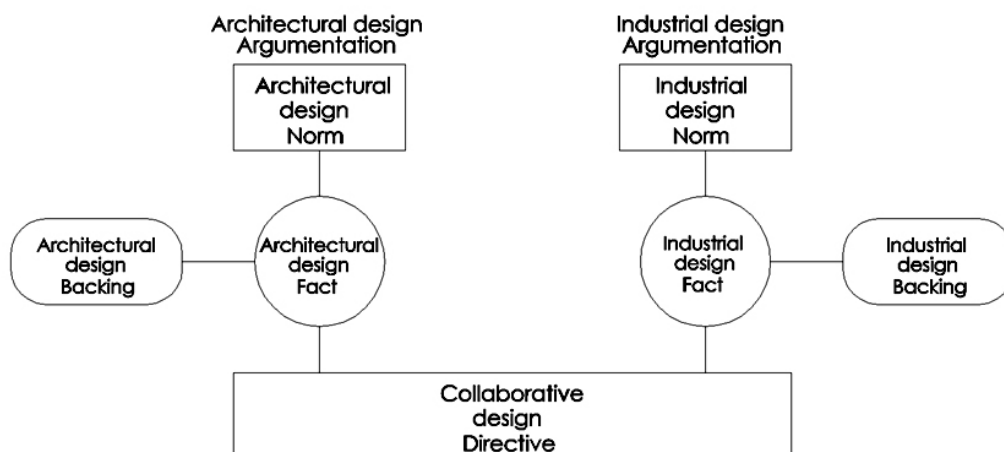 Architectural design
Argumentation
Industrial design
Argumentation
Architectural
design
Norm
Industrial
design
Norm
Architectural
design
Backing
Architectural
design
Fact
Industrial
design
Fact
Industrial
design
Backing
Collaborative
design
Directive